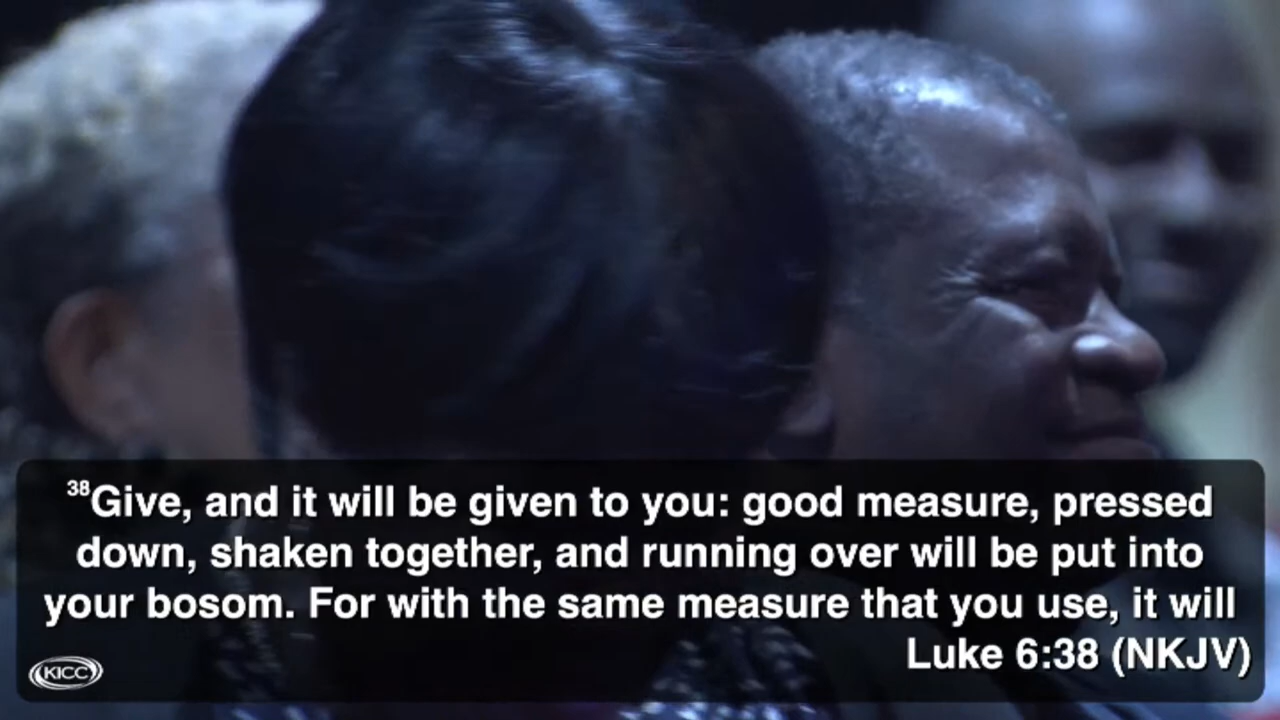 38Give, and it will be given to you: good measure, pressed
down, shaken together, and running over will be put into
your bosom. For with the same measure that you use, it will
Luke 6:38 (NKJV)
KICC